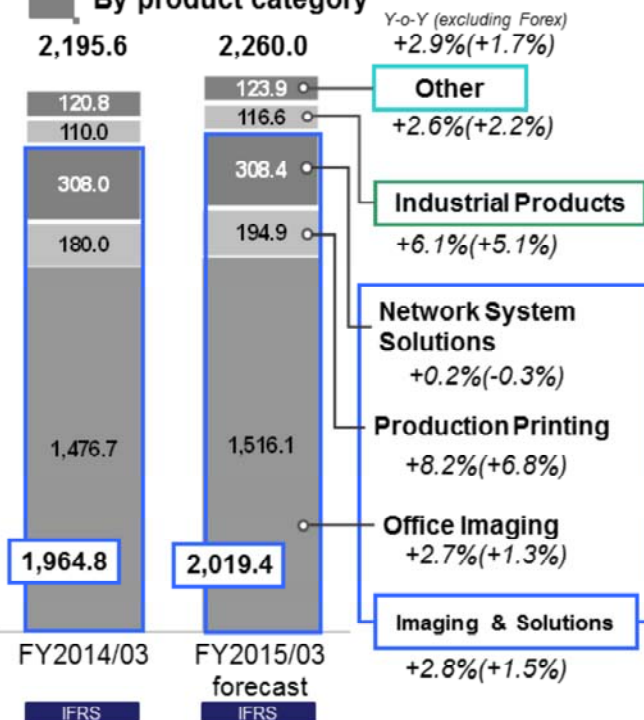 By product category
Y-o-Y (excluding Forex)
2,195.6 2,260.0 +2.9%(+1.7%)
120.8 123.9 Other
+2.6%(+2.2%)
110.0 116.6
308.0 308.4 Industrial Products
+6.1%(+5.1%)
180.0 194.9
Network System
Solutions
+0.2%(-0.3%)
Production Printing
+8.2%(+6.8%)
1,476.7 1,516.1
Office Imaging
+2.7%(+1.3%)
1,964.8 2,019.4
Imaging & Solutions
+2.8%(+1.5%)
FY2014/03 FY2015/03
forecast
IFRS IFRS